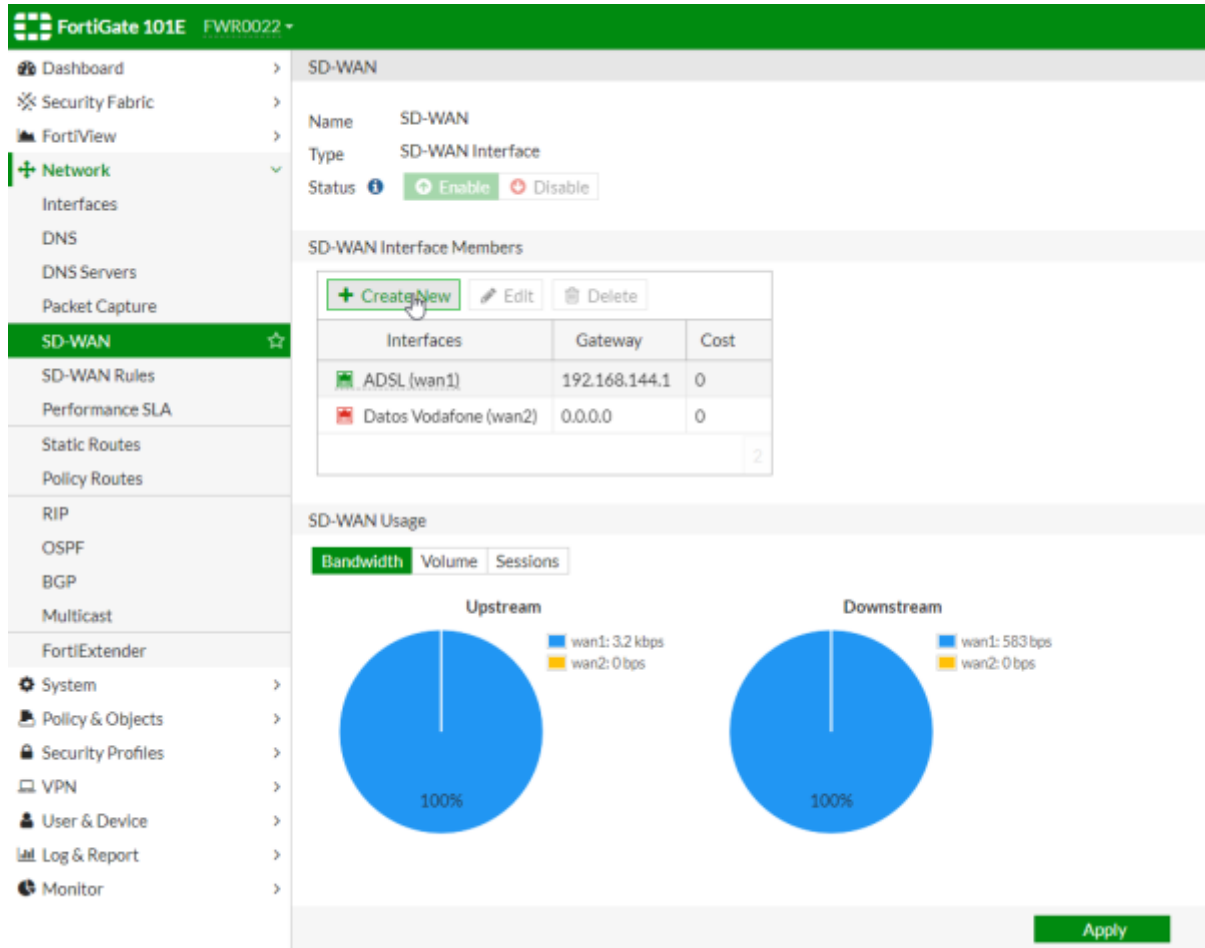 FortiGate 101E FWR0022
Dashboard
Security Fabric
FortiView
Network
Interfaces
DNS
DNS Servers
Packet Capture
SD-WAN
SD-WAN Rules
Performance SLA
Static Routes
Policy Routes
RIP
OSPF
BGP
Multicast
FortiExtender
System
Policy & Objects
Security Profiles
VPN
User & Device
Log & Report
Monitor
SD-WAN
Name SD-WAN
Type SD-WAN Interface
Status Enable Disable
SD-WAN Interface Members
+ Create New Edit Delete
Interfaces Gateway Cost
ADSL (wan1) 192.168.144.1 0
Datos Vodafone (wan2) 0.0.0.0 0
2
SD-WAN Usage
Bandwidth Volume Sessions
Upstream
wan1: 3.2 kbps
wan2: 0 bps
100%
Downstream
wan1: 583 bps
wan2: 0 bps
100%
Apply